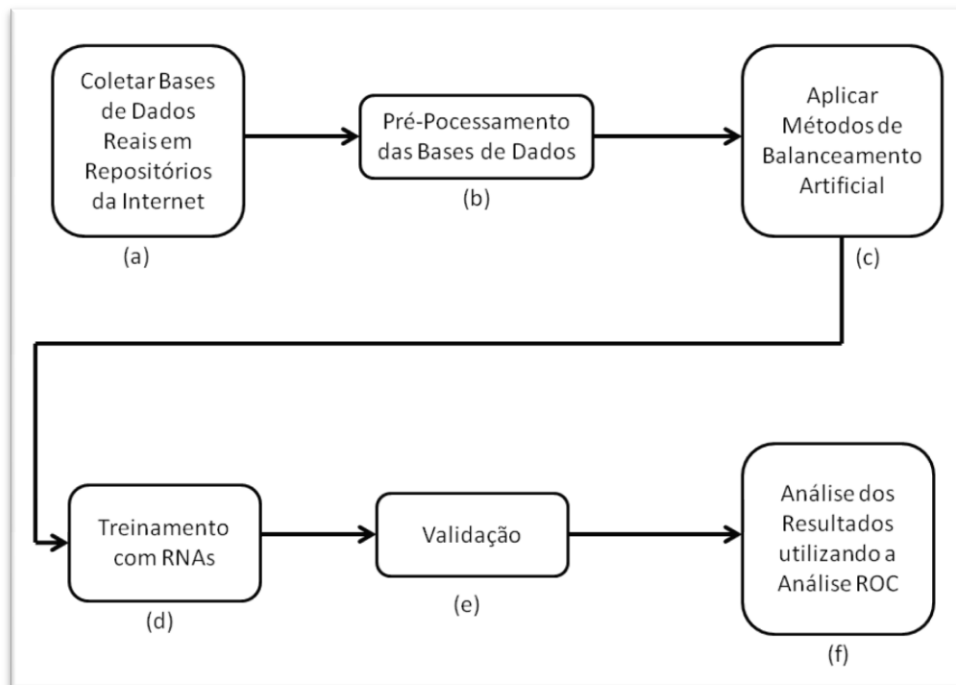 Coletar Bases
de Dados
Reais em
Repositórios
da Internet
(a)
Pré-Pocessamento
das Bases de Dados
(b)
Aplicar
Métodos de
Balanceamento
Artificial
(c)
Treinamento
com RNAs
(d)
Validação
(e)
Análise dos
Resultados
utilizando a
Análise ROC
(f)